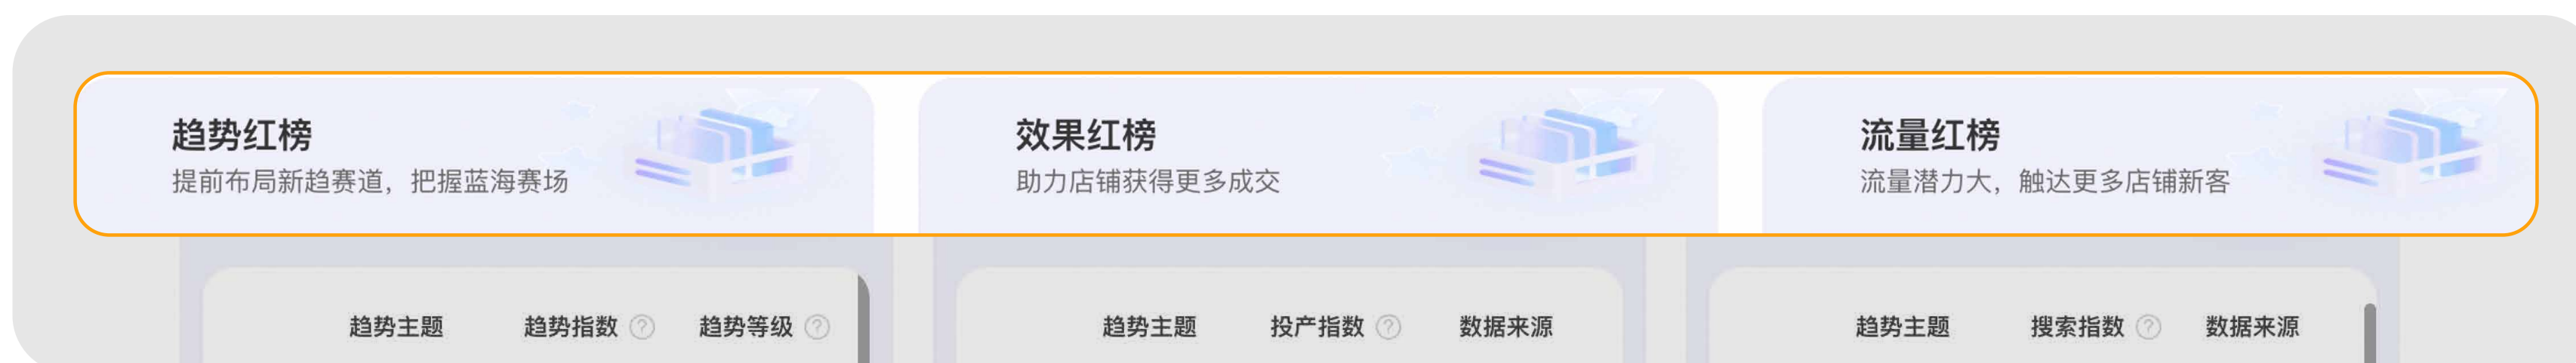 趋势红榜
提前布局新趋赛道，把握蓝海赛场
效果红榜
助力店铺获得更多成交
流量红榜
流量潜力大，触达更多店铺新客
趋势主题 趋势指数 ? 趋势等级 ?
趋势主题 投产指数 ? 数据来源
趋势主题 搜索指数 ? 数据来源